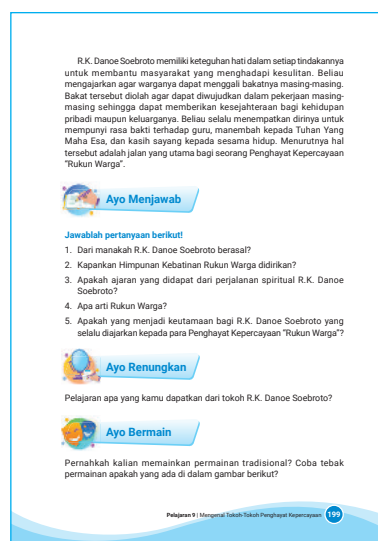 R.K. Danoe Soebroto memiliki keteguhan hati dalam setiap tindakannya
untuk membantu masyarakat yang menghadapi kesulitan. Beliau
mengajarkan agar warganya dapat menggali bakatnya masing-masing.
Bakat tersebut diolah agar dapat diwujudkan dalam pekerjaan masing-
masing sehingga dapat memberikan kesejahteraan bagi kehidupan
pribadi maupun keluarganya. Beliau selalu menempatkan dirinya untuk
mempunyi rasa bakti terhadap guru, manembah kepada Tuhan Yang
Maha Esa, dan kasih sayang kepada sesama hidup. Menurutnya hal
tersebut adalah jalan yang utama bagi seorang Penghayat Kepercayaan
"Rukun Warga".
Ayo Menjawab
Jawablah pertanyaan berikut!
1. Dari manakah R.K. Danoe Soebroto berasal?
2. Kapankan Himpunan Kebatinan Rukun Warga didirikan?
3. Apakah ajaran yang didapat dari perjalanan spiritual R.K. Danoe
Soebroto?
4. Apa arti Rukun Warga?
5. Apakah yang menjadi keutamaan bagi R.K. Danoe Soebroto yang
selalu diajarkan kepada para Penghayat Kepercayaan "Rukun Warga"?
Ayo Renungkan
Pelajaran apa yang kamu dapatkan dari tokoh R.K. Danoe Soebroto?
Ayo Bermain
Pernahkah kalian memainkan permainan tradisional? Coba tebak
permainan apakah yang ada di dalam gambar berikut?
Pelajaran 9 | Mengenal Tokoh-Tokoh Penghayat Kepercayaan 199